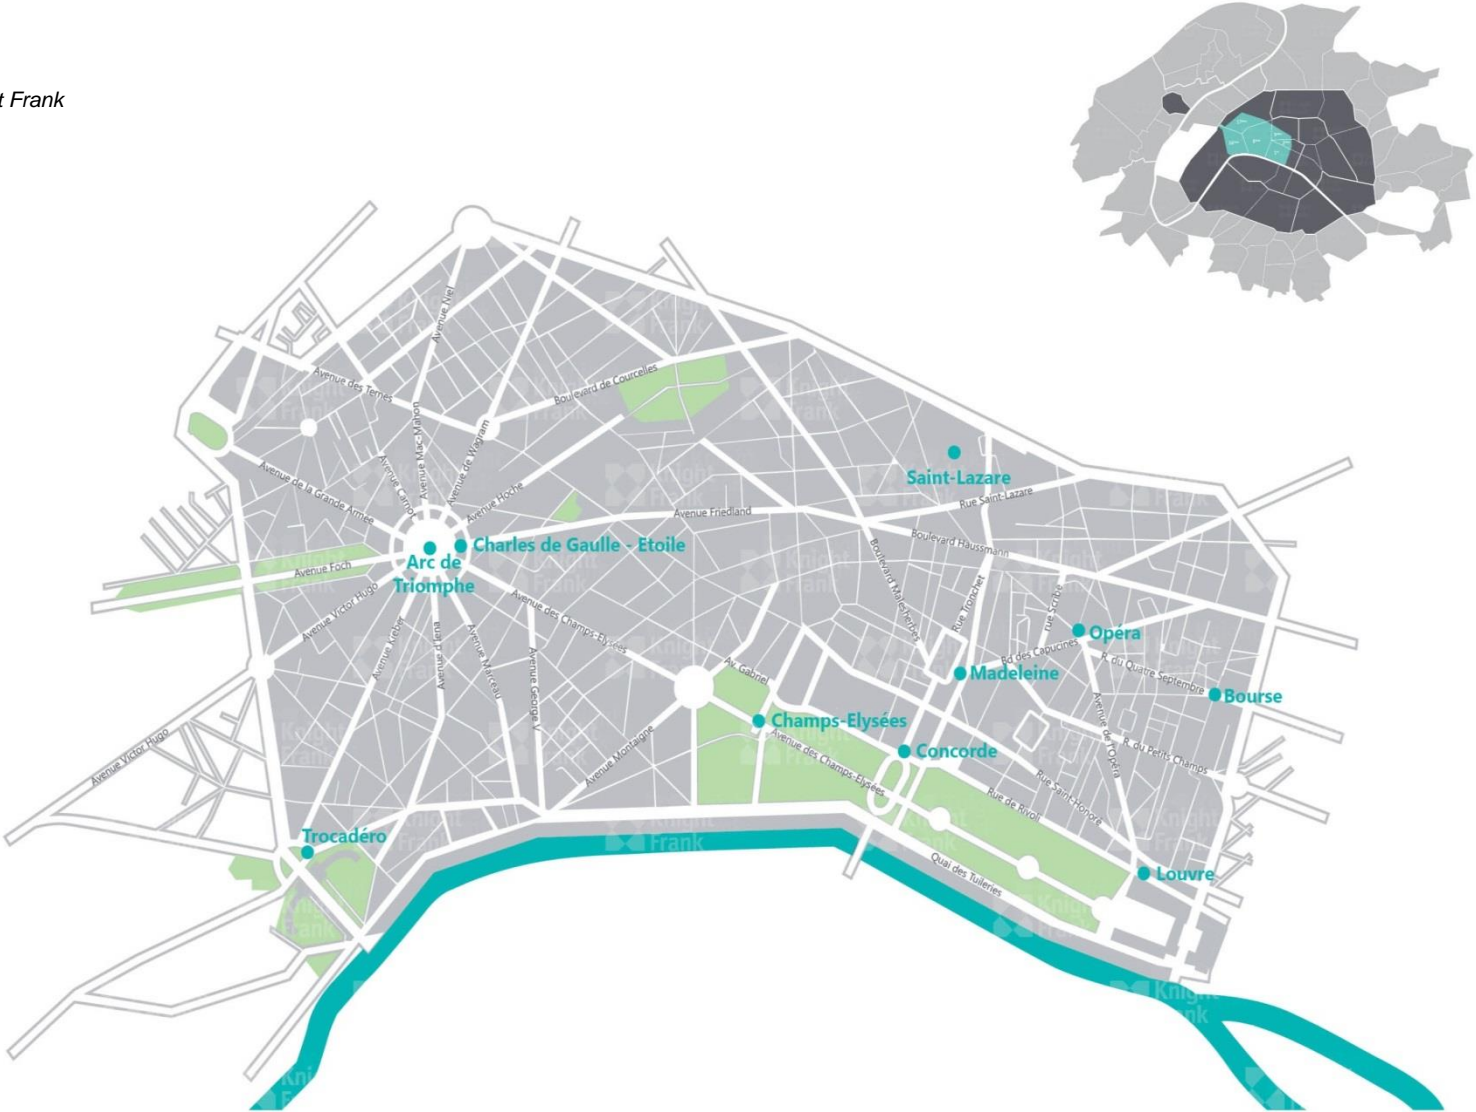 t Frank
Avenue Niel
Avenue des Ternes
Boulevard de Courcelles
Avenue Mac-Mahon
Avenue de Wagram
Avenue Carnot
Avenue Hoche
Avenue de la Grande Armée
Saint-Lazare
Rue Saint-Lazare
Avenue Friedland
Boulevard Haussmann
Charles de Gaulle - Etoile
Arc de
Triomphe
Avenue Foch
Avenue Victor Hugo
Avenue des Champs-Elysées
Boulevard Malesherbes
Rue Tronchet
rue Scribe
Avenue Kleber
Avenue d'Iena
Avenue Marceau
Avenue George V
Av. Gabriel
Opéra
Bd des Capucines
R. du Quatre Septembre
Madeleine
Bourse
Champs-Elysées
Avenue Montaigne
Avenue des Champs-Elysées
Concorde
Avenue de l'Opéra
R. du Petits Champs
Avenue Victor Hugo
Rue Saint-Honoré
Rue de Rivoli
Trocadéro
Louvre
Quai des Tuileries
Knight
Frank